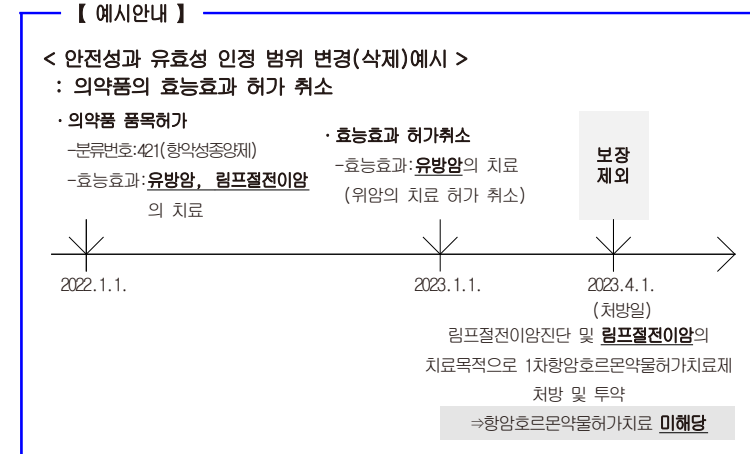 【 예시안내 】
< 안전성과 유효성 인정 범위 변경(삭제)예시 >
: 의약품의 효능효과 허가 취소
· 의약품 품목허가
-분류번호:421(항악성종양제)
-효능효과:유방암, 림프절전이암
의 치료
· 효능효과 허가취소
-효능효과:유방암의 치료
(위암의 치료 허가 취소)
보장
제외
2022.1.1.
2023.1.1.
2023.4.1.
(처방일)
림프절전이암진단 및 림프절전이암의
치료목적으로 1차항암호르몬약물허가치료제
처방 및 투약
⇒항암호르몬약물허가치료 미해당